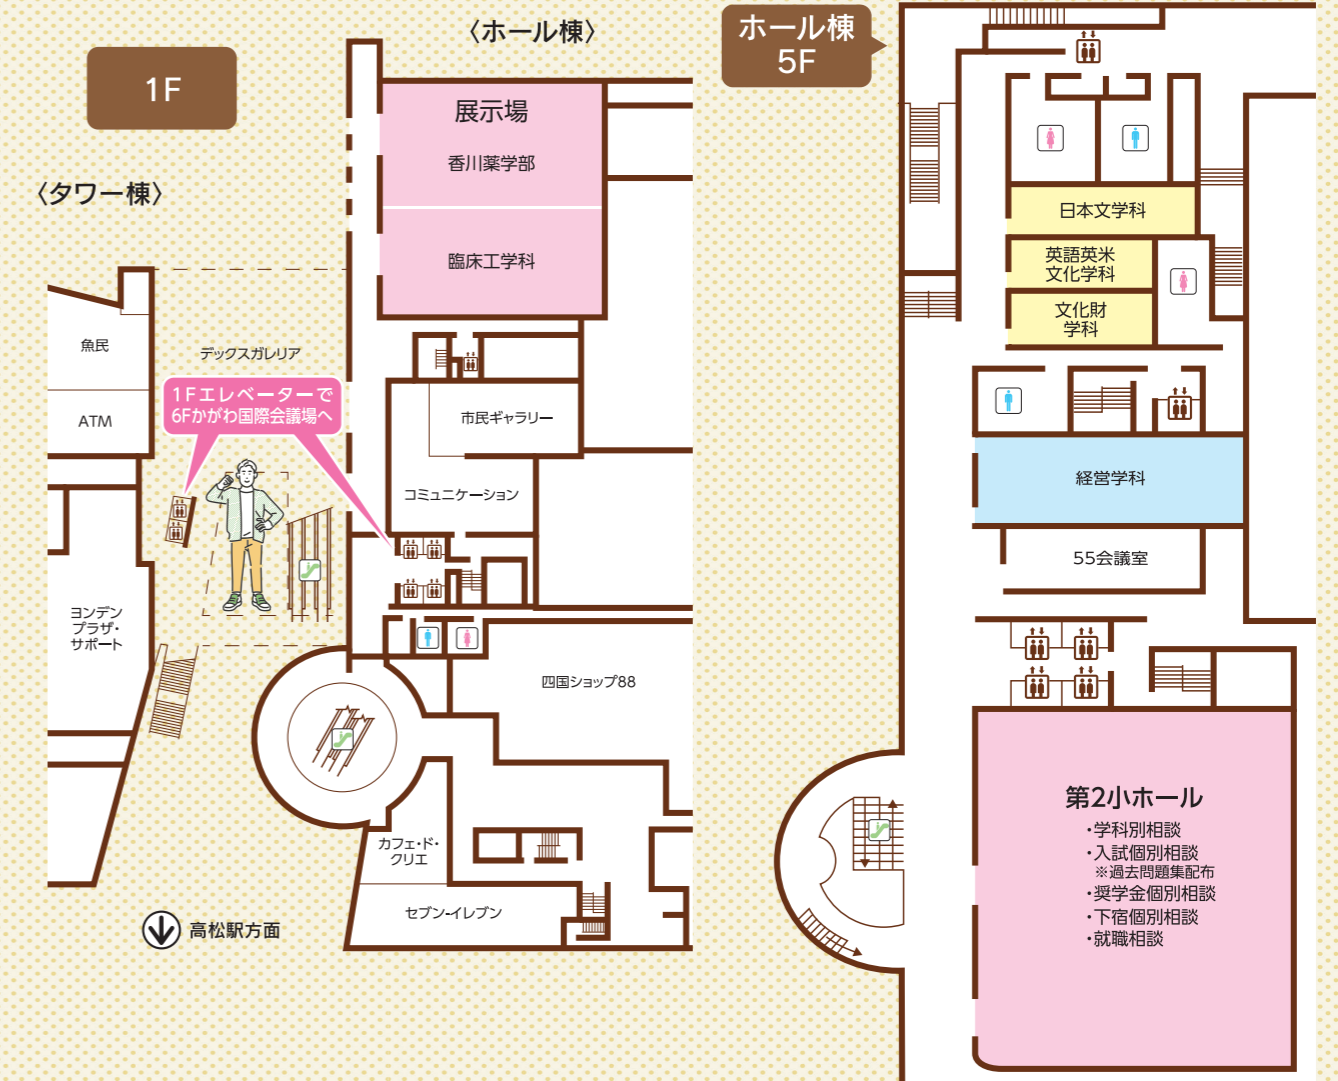 1F
〈ホール棟〉
〈タワー棟〉
展示場
香川薬学部
臨床工学科
魚民
ATM
デックスガレリア
1Fエレベーターで
6Fかがわ国際会議場へ
市民ギャラリー
コミュニケーション
ヨンデン
プラザ・
サポート
四国ショップ88
カフェ・ド・
クリエ
セブン-イレブン
高松駅方面
ホール棟
5F
日本文学科
英語英米
文化学科
文化財
学科
経営学科
55会議室
第2小ホール
・学科別相談
・入試個別相談
※過去問題集配布
・奨学金個別相談
・下宿個別相談
・就職相談